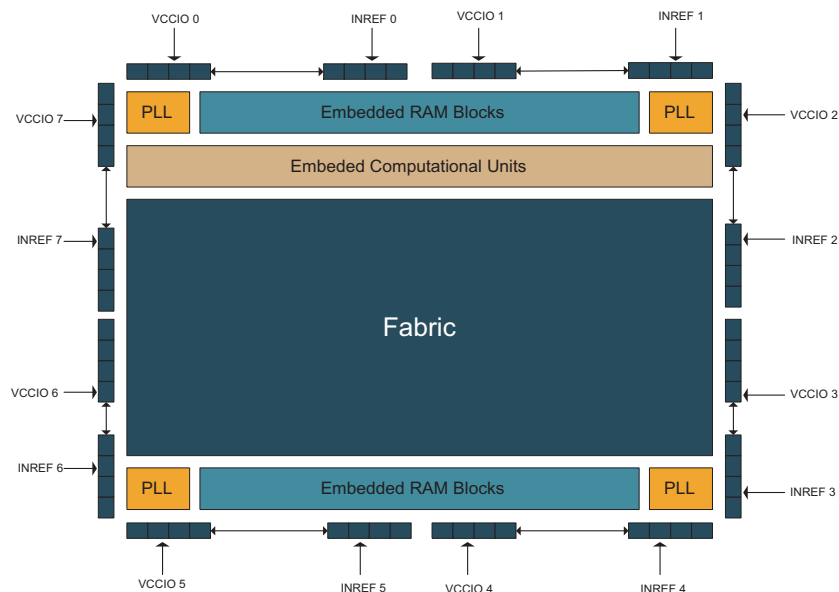 VCCIO 0
INREF 0
VCCIO 1
INREF 1
VCCIO 7
PLL
Embedded RAM Blocks
PLL
VCCIO 2
Embeded Computational Units
INREF 7
INREF 2
Fabric
VCCIO 6
VCCIO 3
INREF 6
PLL
Embedded RAM Blocks
PLL
INREF 3
VCCIO 5
INREF 5
VCCIO 4
INREF 4